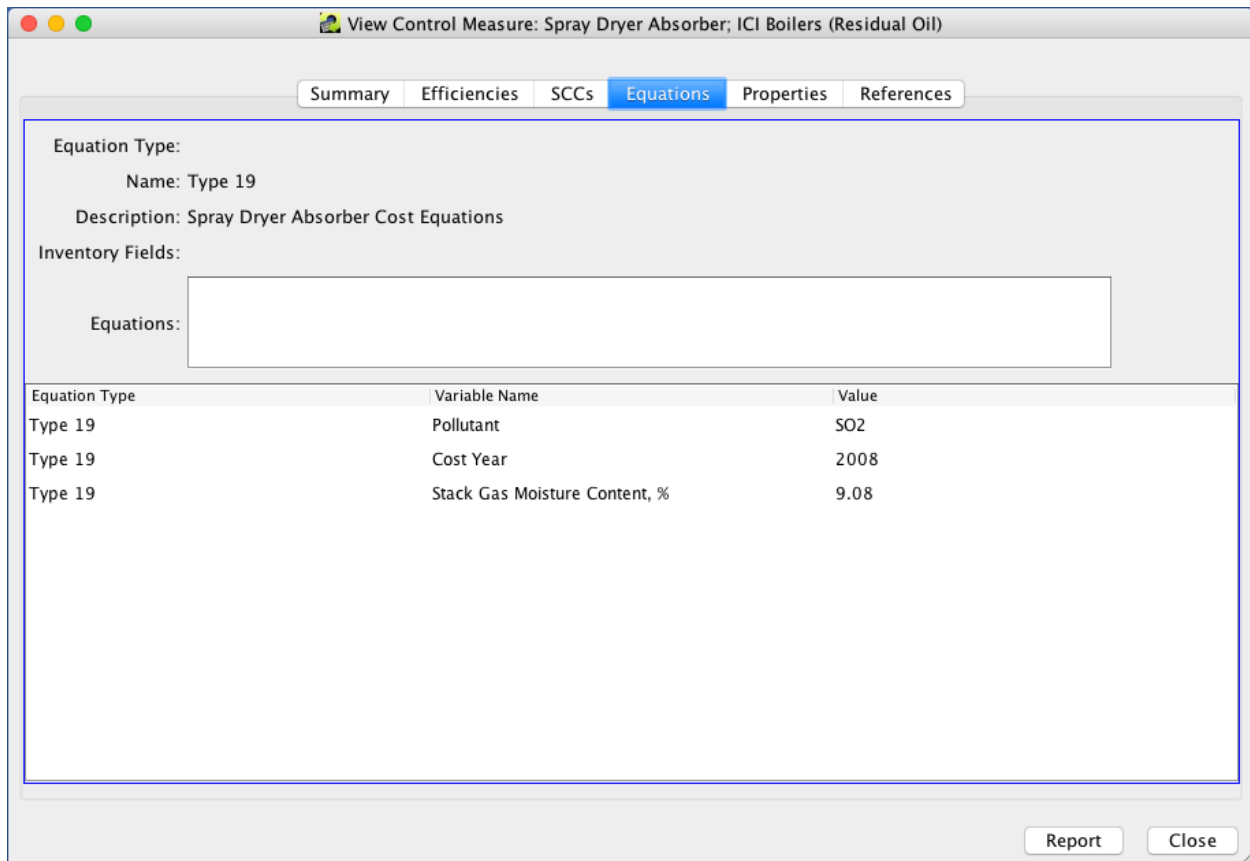 View Control Measure: Spray Dryer Absorber; ICI Boilers (Residual Oil)
Summary Efficiencies SCCs Equations Properties References
Equation Type:
Name: Type 19
Description: Spray Dryer Absorber Cost Equations
Inventory Fields:
Equations:
Equation Type Variable Name Value
Type 19 Pollutant SO2
Type 19 Cost Year 2008
Type 19 Stack Gas Moisture Content, % 9.08
Report Close